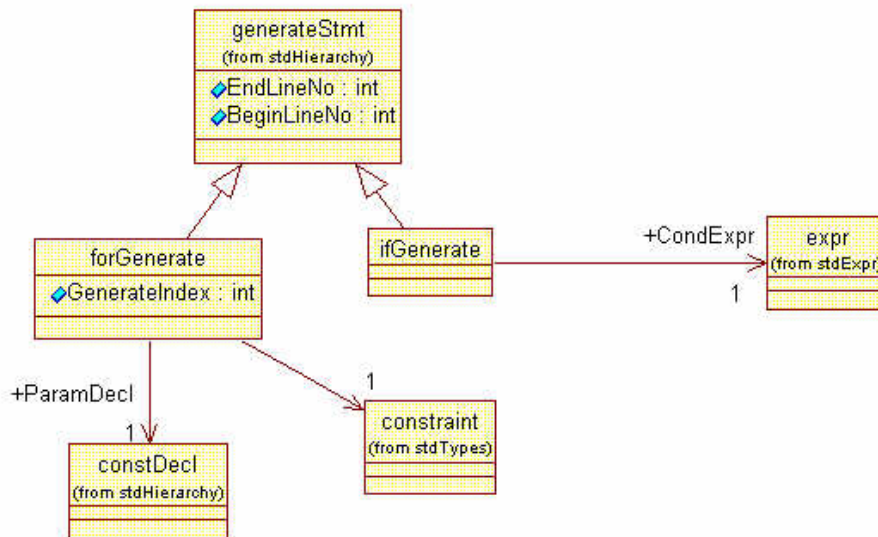 generateStmt
(from stdHierarchy)
EndLineNo : int
BeginLineNo : int
forGenerate
GenerateIndex : int
ifGenerate
+CondExpr
1
expr
(from stdExpr)
+ParamDecl
1
constDecl
(from stdHierarchy)
1
constraint
(from stdTypes)